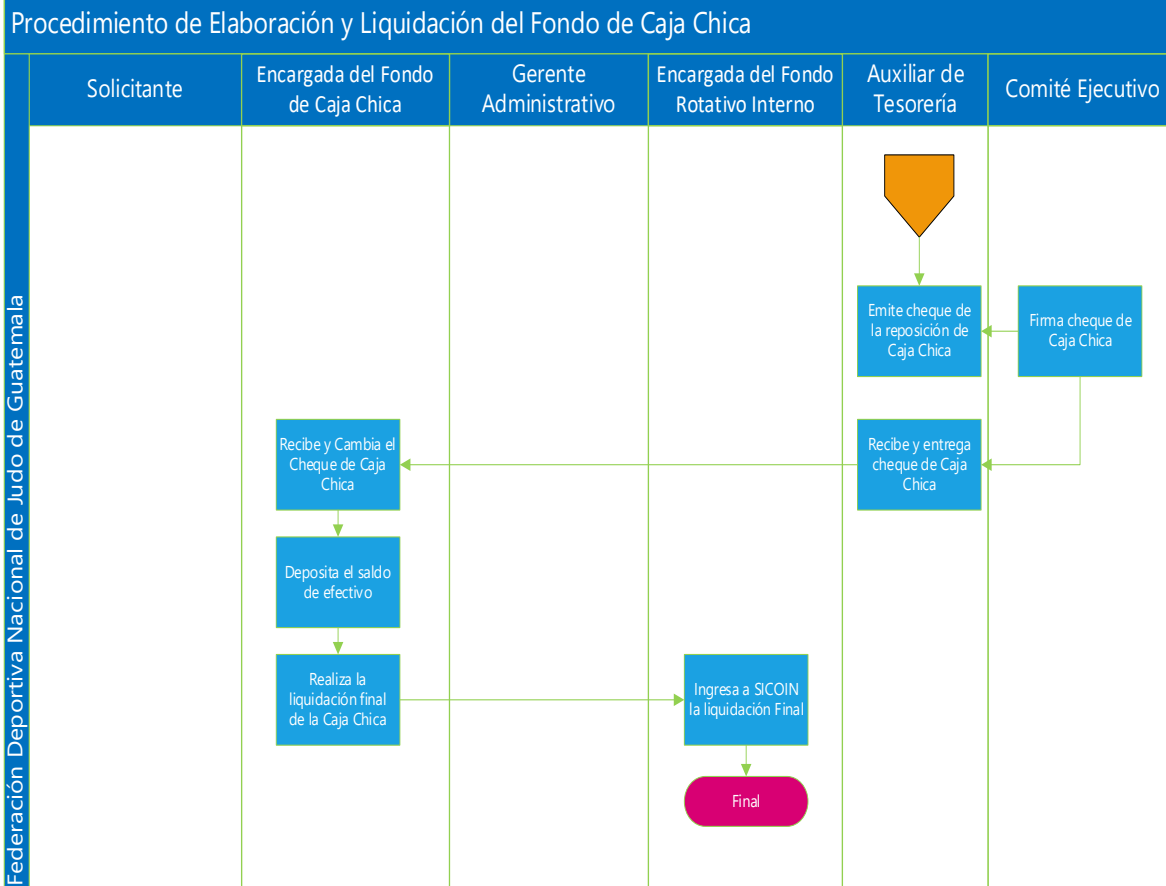 Procedimiento de Elaboración y Liquidación del Fondo de Caja Chica
Federación Deportiva Nacional de Judo de Guatemala
Solicitante
Encargada del Fondo
de Caja Chica
Gerente
Administrativo
Encargada del Fondo
Rotativo Interno
Auxiliar de
Tesorería
Comité Ejecutivo
Emite cheque de
la reposición de
Caja Chica
Firma cheque de
Caja Chica
Recibe y Cambia el
Cheque de Caja
Chica
Recibe y entrega
cheque de Caja
Chica
Deposita el saldo
de efectivo
Realiza la
liquidación final
de la Caja Chica
Ingresa a SICOIN
la liquidación Final
Final